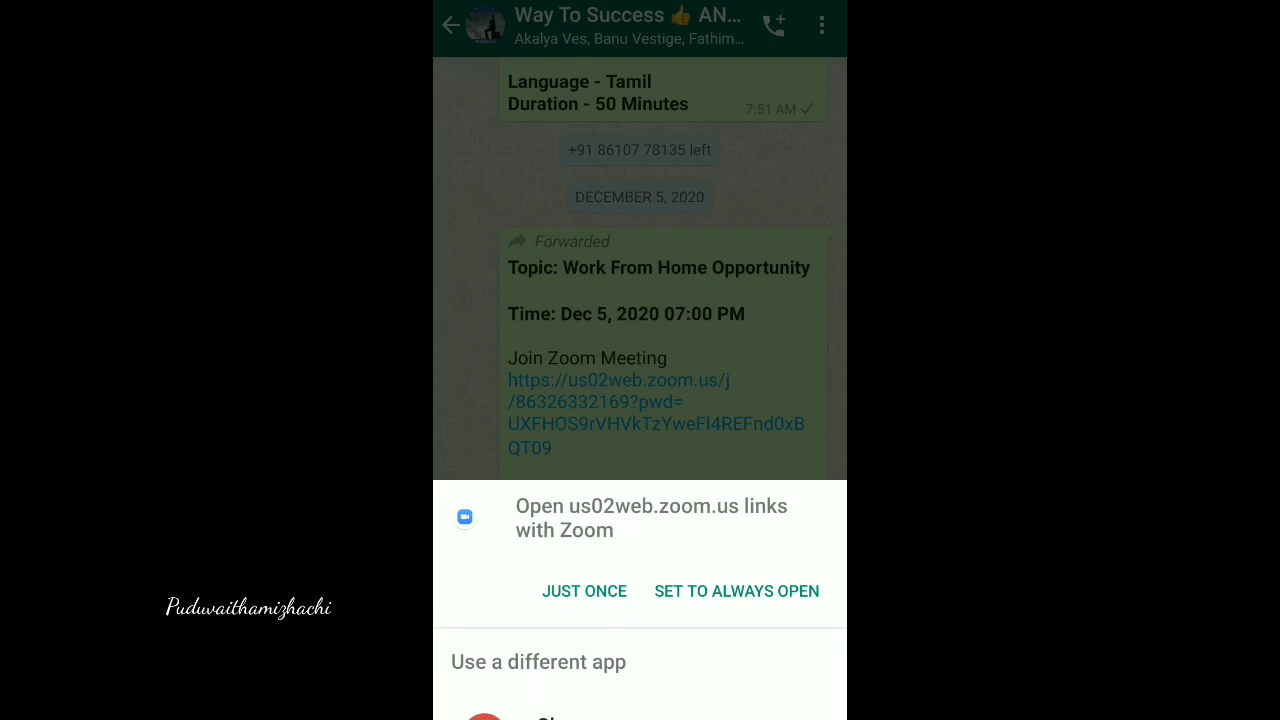 Way To Success 👍 AN...
Akalya Ves, Banu Vestige, Fathim...
Language - Tamil
Duration - 50 Minutes
7:51 AM
+91 86107 78135 left
DECEMBER 5, 2020
Forwarded
Topic: Work From Home Opportunity
Time: Dec 5, 2020 07:00 PM
Join Zoom Meeting
https://us02web.zoom.us/j
/86326332169?pwd=
UXFHOS9rVHVkTzYweFl4REFnd0xB
QT09
Open us02web.zoom.us links
with Zoom
JUST ONCE SET TO ALWAYS OPEN
Puduvaithamizhachi
Use a different app